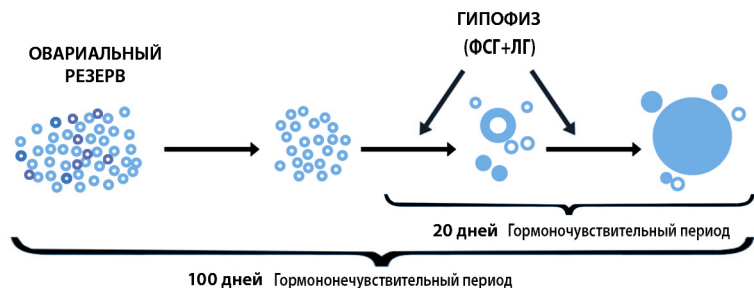 ГИПОФИЗ
(ФСГ+ЛГ)
ОВАРИАЛЬНЫЙ
РЕЗЕРВ
20 дней Гормоночувствительный период
100 дней Гормононечувствительный период